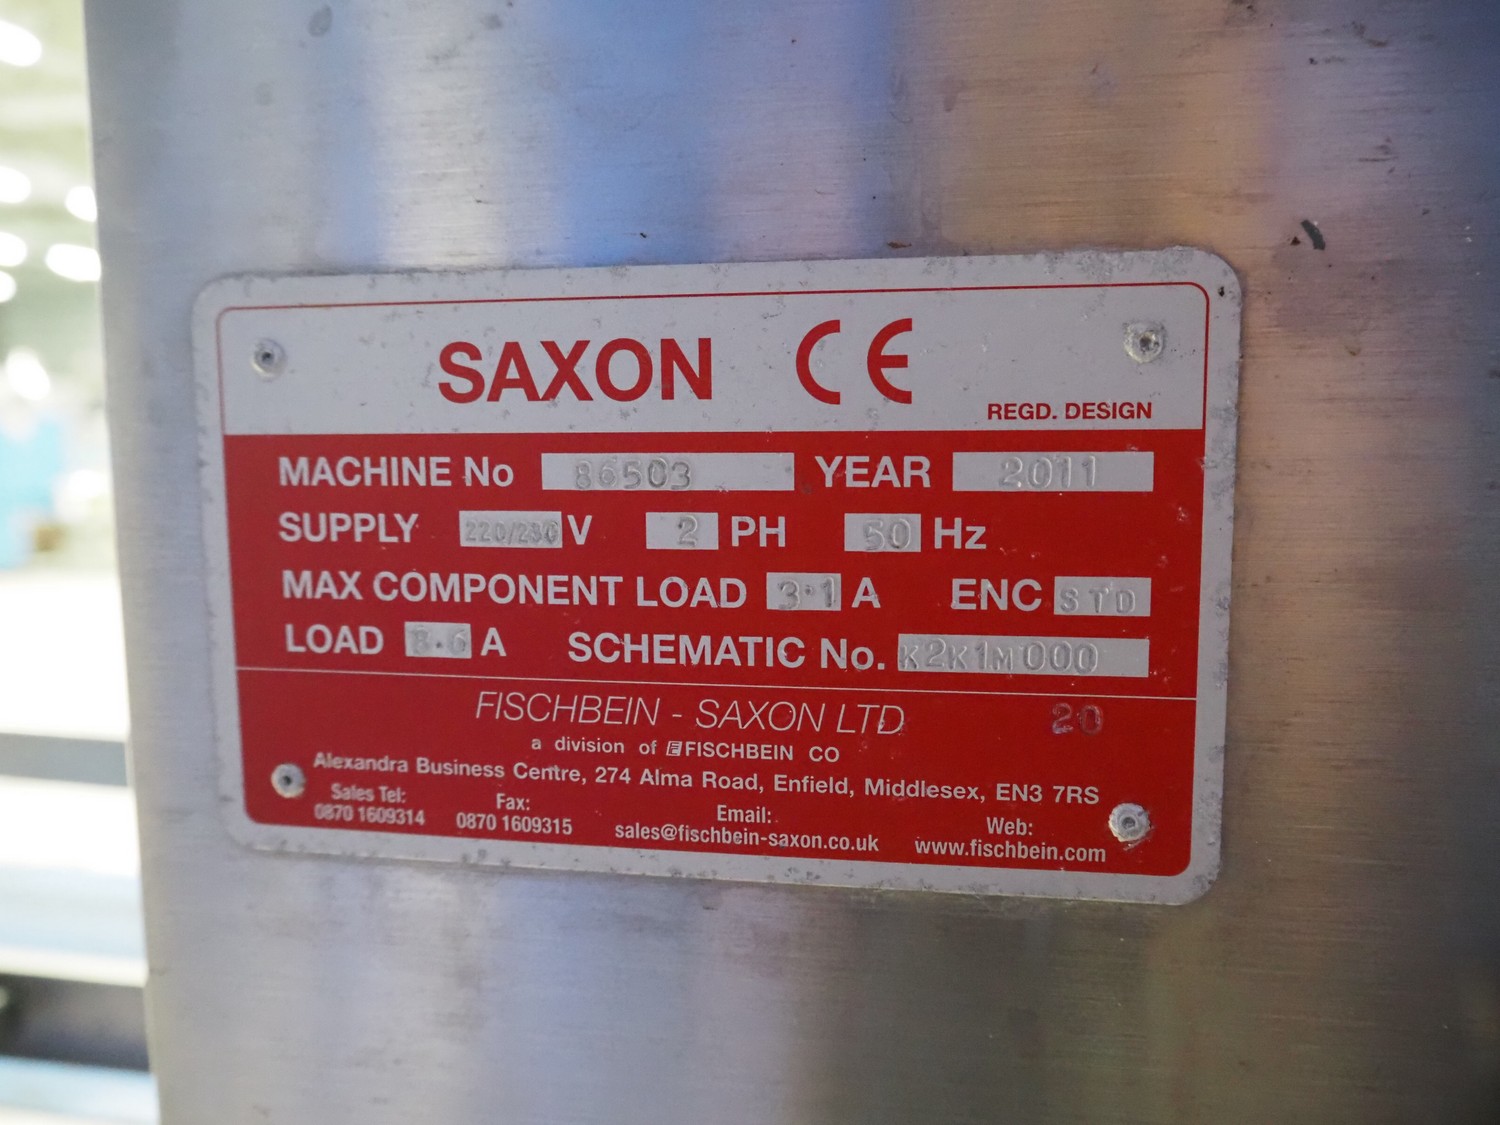 SAXON CE
REGD. DESIGN
MACHINE No 86503 YEAR 2011
SUPPLY 220/230 V 2 PH 50 Hz
MAX COMPONENT LOAD 3.1 A ENC STD
LOAD A SCHEMATIC No. K2K1M000
FISCHBEIN - SAXON LTD 20
a division of FISCHBEIN CO
Alexandra Business Centre, 274 Alma Road, Enfield, Middlesex, EN3 7RS
Sales Tel: Fax: Email: Web:
0870 1609314 0870 1609315 sales@fischbein-saxon.co.uk www.fischbein.com